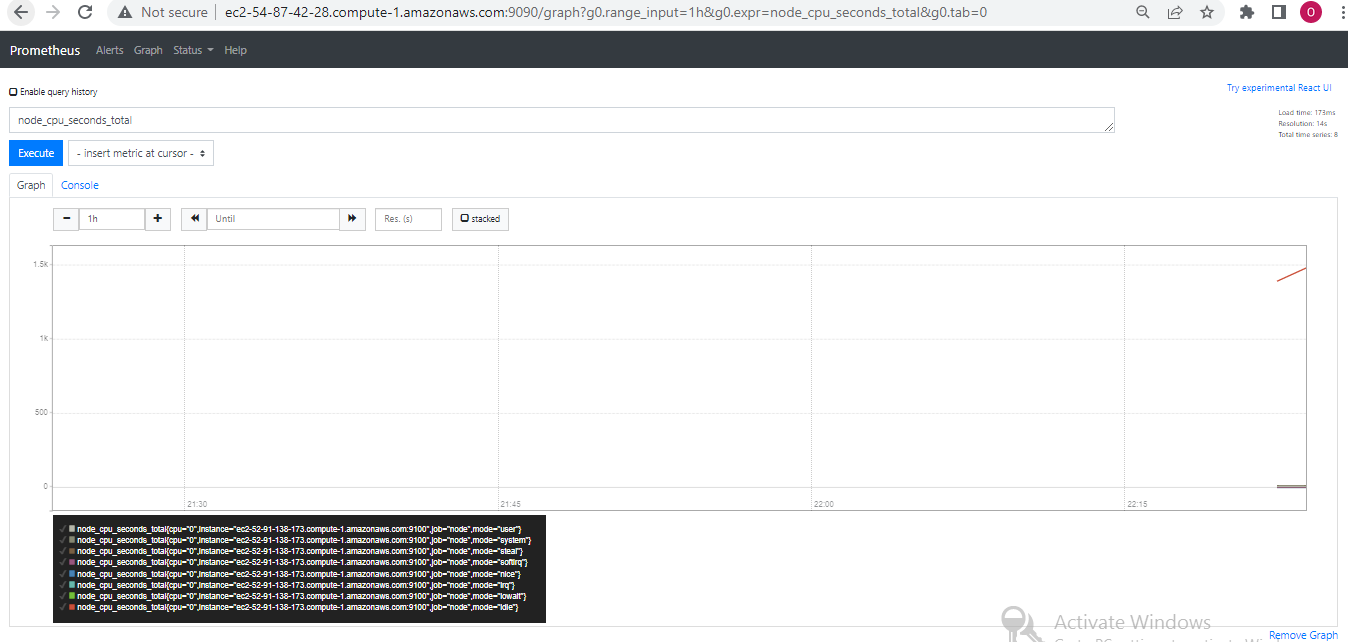 Not secure ec2-54-87-42-28.compute-1.amazonaws.com:9090/graph?g0.range_input=1h&g0.expr=node_cpu_seconds_total&g0.tab=0 O
Prometheus Alerts Graph Status Help
Enable query history Try experimental React UI
node_cpu_seconds_total
Load time: 173ms
Resolution: 14s
Total time series: 8
Execute - insert metric at cursor -
Graph Console
1h Until Res. (s) stacked
1.5k
1k
500
0
21:30 21:45 22:00 22:15
node_cpu_seconds_total{cpu="0",instance="ec2-52-91-138-173.compute-1.amazonaws.com:9100",job="node",mode="user"}
node_cpu_seconds_total{cpu="0",instance="ec2-52-91-138-173.compute-1.amazonaws.com:9100",job="node",mode="system"}
node_cpu_seconds_total{cpu="0",instance="ec2-52-91-138-173.compute-1.amazonaws.com:9100",job="node",mode="steal"}
node_cpu_seconds_total{cpu="0",instance="ec2-52-91-138-173.compute-1.amazonaws.com:9100",job="node",mode="softirq"}
node_cpu_seconds_total{cpu="0",instance="ec2-52-91-138-173.compute-1.amazonaws.com:9100",job="node",mode="nice"}
node_cpu_seconds_total{cpu="0",instance="ec2-52-91-138-173.compute-1.amazonaws.com:9100",job="node",mode="irq"}
node_cpu_seconds_total{cpu="0",instance="ec2-52-91-138-173.compute-1.amazonaws.com:9100",job="node",mode="iowait"}
node_cpu_seconds_total{cpu="0",instance="ec2-52-91-138-173.compute-1.amazonaws.com:9100",job="node",mode="idle"}
Activate Windows
Remove Graph